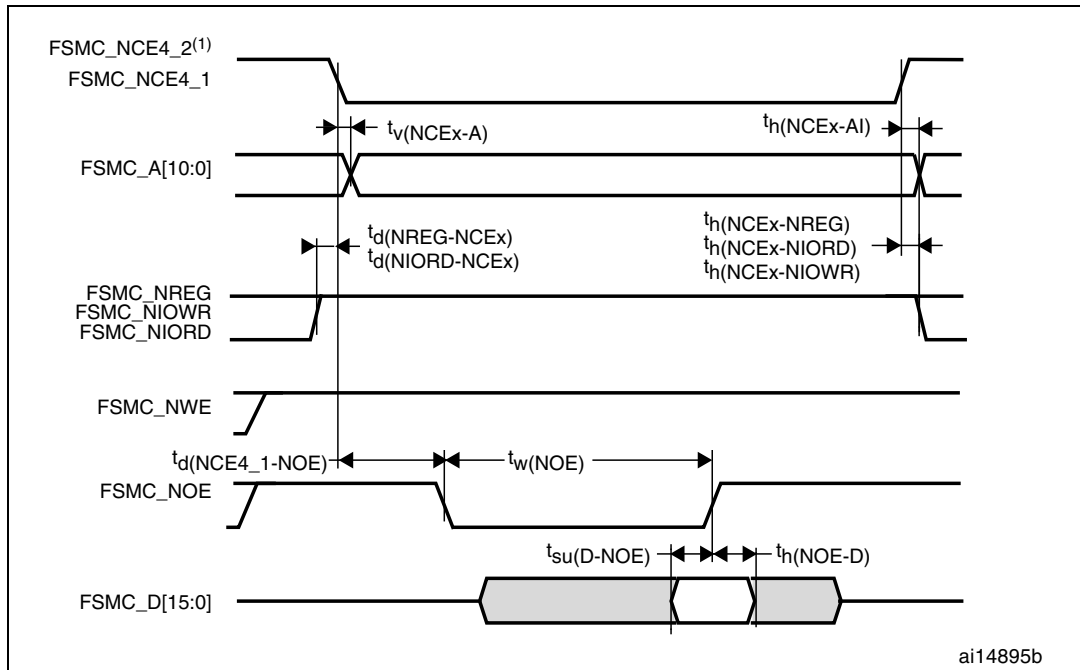 FSMC_NCE4_2(1)
FSMC_NCE4_1
tv(NCEx-A)
th(NCEx-AI)
FSMC_A[10:0]
td(NREG-NCEx)
td(NIORD-NCEx)
th(NCEx-NREG)
th(NCEx-NIORD)
th(NCEx-NIOWR)
FSMC_NREG
FSMC_NIOWR
FSMC_NIORD
FSMC_NWE
td(NCE4_1-NOE)
tw(NOE)
FSMC_NOE
tsu(D-NOE)
th(NOE-D)
FSMC_D[15:0]
ai14895b